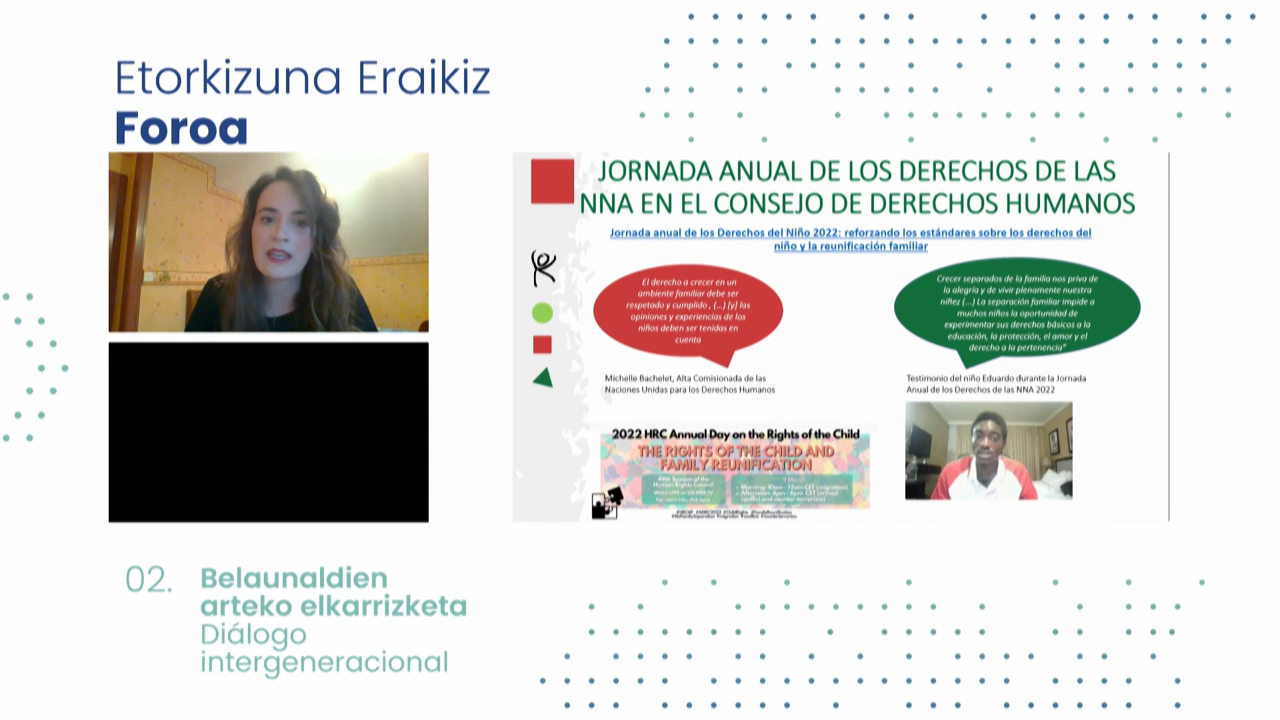 Etorkizuna Eraikiz
Foroa
JORNADA ANUAL DE LOS DERECHOS DE LAS
NNA EN EL CONSEJO DE DERECHOS HUMANOS
Jornada anual de los Derechos del Niño 2022: reforzando los estándares sobre los derechos del
niño y la reunificación familiar
El derecho a crecer en un
ambiente familiar debe ser
respetado y cumplido , (...) [y] las
opiniones y experiencias de los
niños deben ser tenidas en
cuenta
Michelle Bachelet, Alta Comisionada de las
Naciones Unidas para los Derechos Humanos
Crecer separados de la familia nos priva de
la alegría y de vivir plenamente nuestra
niñez (...) La separación familiar impide a
muchos niños la oportunidad de
experimentar sus derechos básicos a la
educación, la protección, el amor y el
derecho a la pertenencia"
Testimonio del niño Eduardo durante la Jornada
Anual de los Derechos de las NNA 2022
2022 HRC Annual Day on the Rights of the Child
THE RIGHTS OF THE CHILD AND
FAMILY REUNIFICATION
49th Session of the
Human Rights Council
02.
Belaunaldien
arteko elkarrizketa
Diálogo
intergeneracional